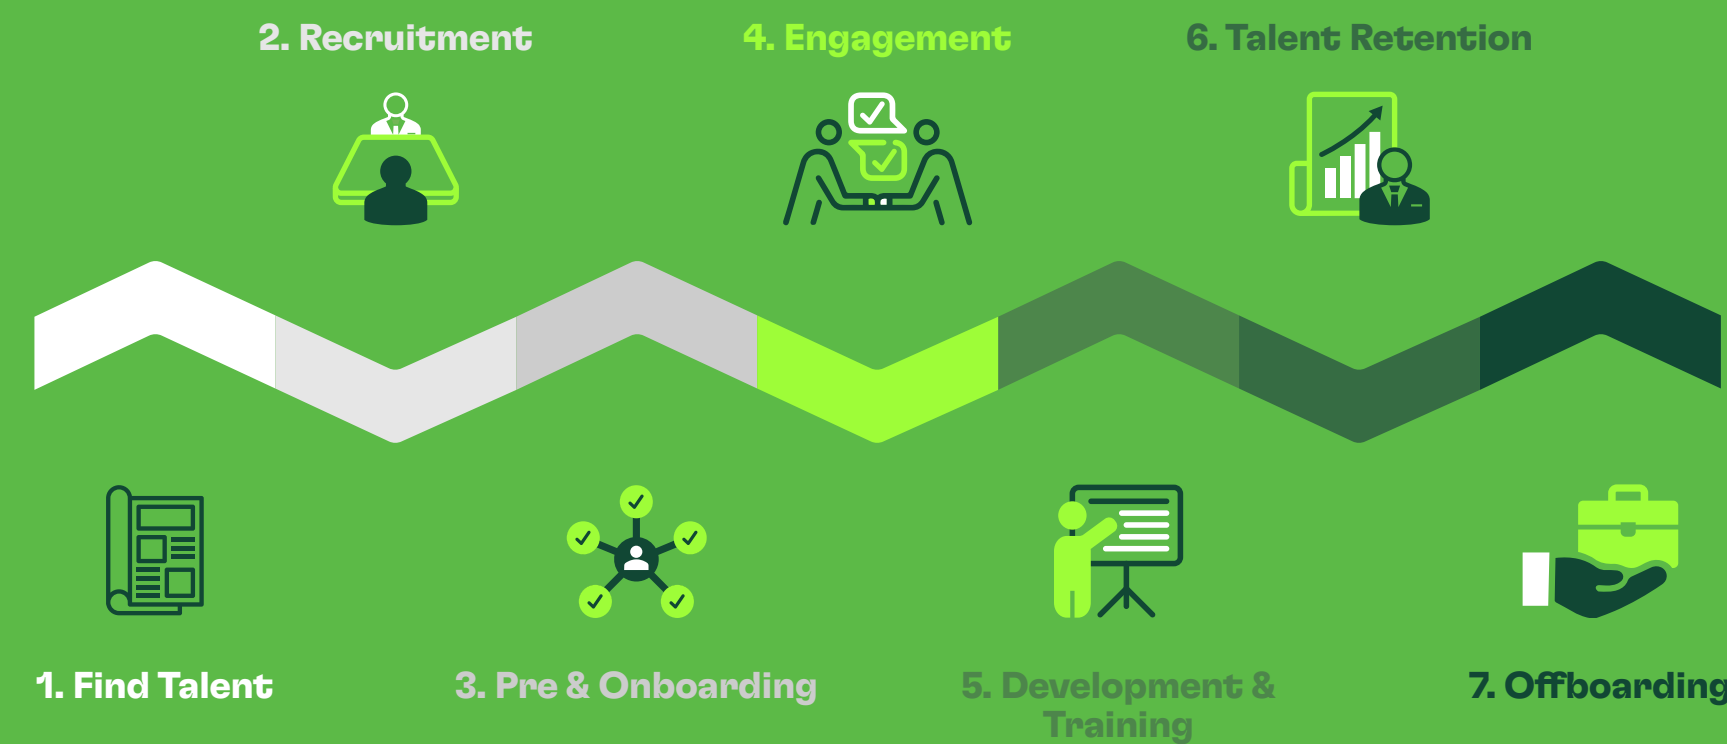 2. Recruitment
4. Engagement
6. Talent Retention
1. Find Talent
3. Pre & Onboarding
5. Development &
Training
7. Offboarding